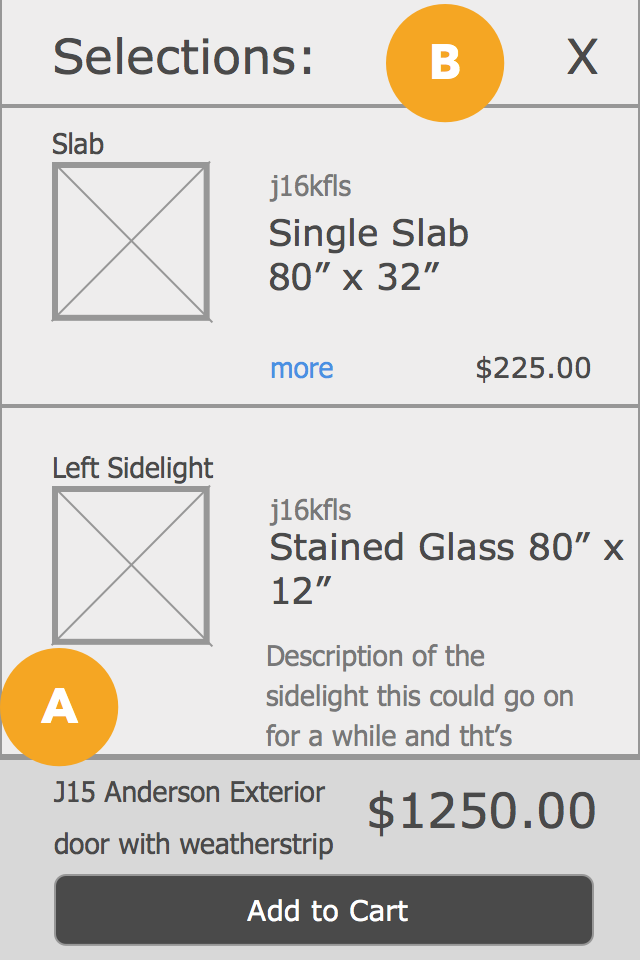 Selections:
B
X
Slab
j16kfls
Single Slab
80” x 32”
more
$225.00
Left Sidelight
j16kfls
Stained Glass 80” x
12”
Description of the
sidelight this could go on
for a while and tht’s
A
J15 Anderson Exterior
door with weatherstrip
$1250.00
Add to Cart